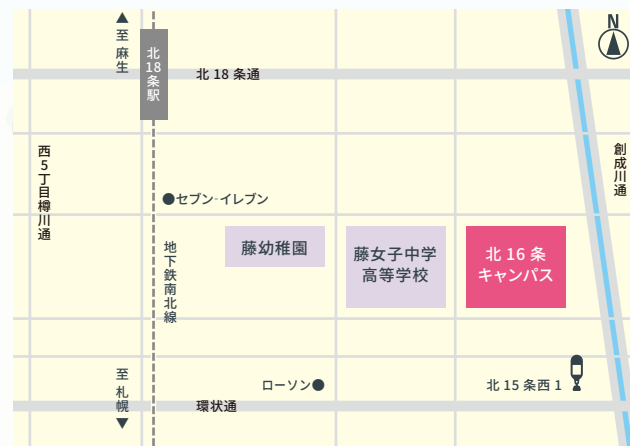 ▲至麻生
N
北18条駅
北 18 条通
西5丁目樽川通
創成川通
●セブン-イレブン
地下鉄南北線
藤幼稚園
藤女子中学
高等学校
北 16 条
キャンパス
至札幌▼
ローソン●
北 15 条西 1
環状通